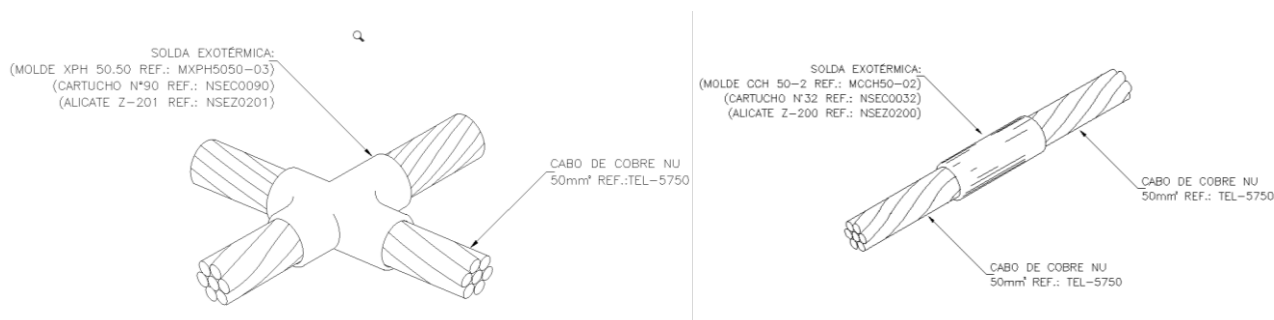 SOLDA EXOTÉRMICA:
(MOLDE XPH 50.50 REF.: MXPH5050-03)
(CARTUCHO N°90 REF.: NSEC0090)
(ALICATE Z-201 REF.: NSEZ0201)
CABO DE COBRE NU
50mm² REF.:TEL-5750
SOLDA EXOTÉRMICA:
(MOLDE CCH 50-2 REF.: MCCH50-02)
(CARTUCHO N°32 REF.: NSEC0032)
(ALICATE Z-200 REF.: NSEZ0200)
CABO DE COBRE NU
50mm² REF.: TEL-5750
CABO DE COBRE NU
50mm² REF.: TEL-5750